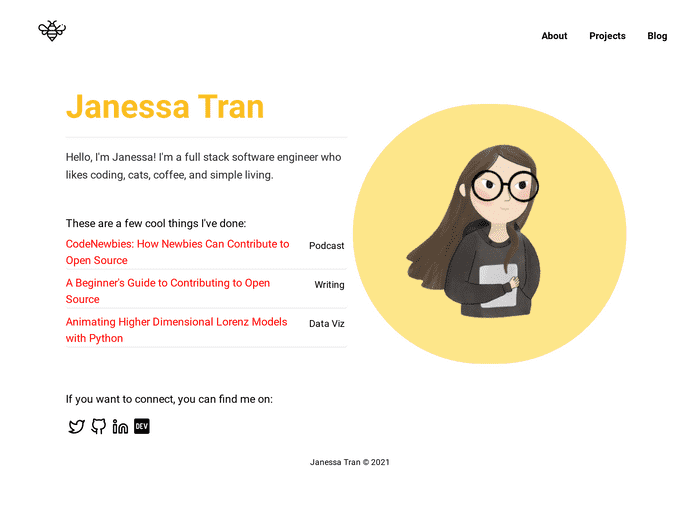 About Projects Blog
Janessa Tran
Hello, I'm Janessa! I'm a full stack software engineer who
likes coding, cats, coffee, and simple living.
These are a few cool things I've done:
CodeNewbies: How Newbies Can Contribute to
Open Source
Podcast
A Beginner's Guide to Contributing to Open
Source
Writing
Animating Higher Dimensional Lorenz Models
with Python
Data Viz
If you want to connect, you can find me on:
in
DEV
Janessa Tran © 2021